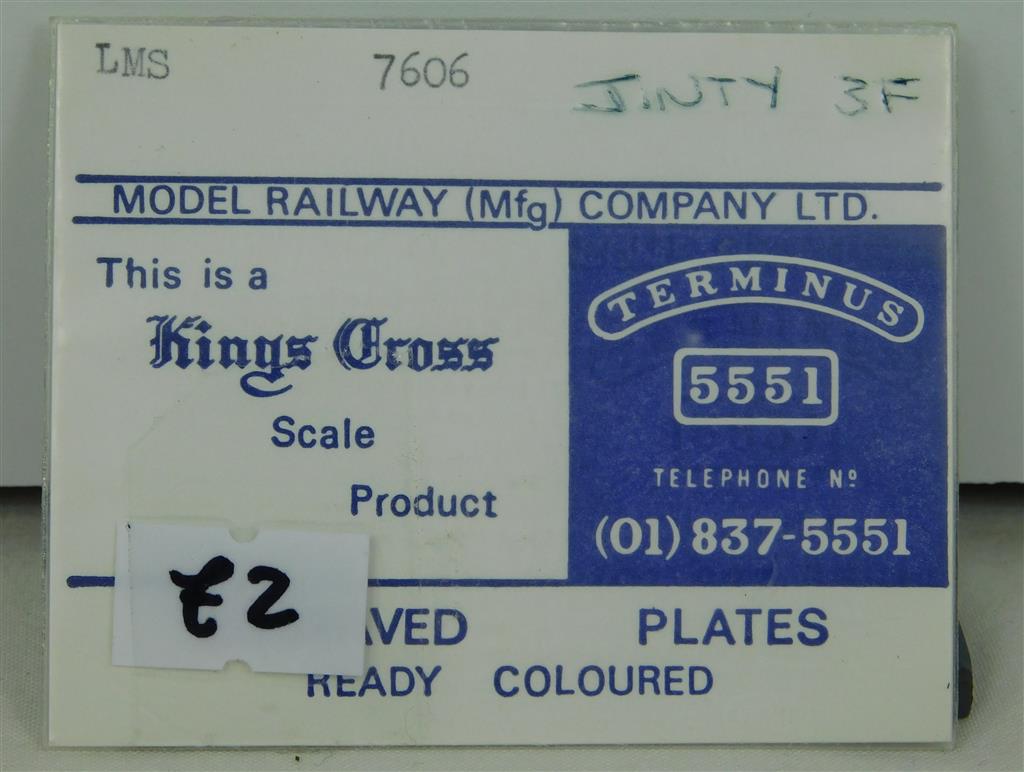 LMS 7606 JINTY 3F
MODEL RAILWAY (Mfg) COMPANY LTD.
This is a
Kings Cross
Scale
Product
TERMINUS
5551
TELEPHONE Nº
(01) 837-5551
£2
AVED PLATES
READY COLOURED